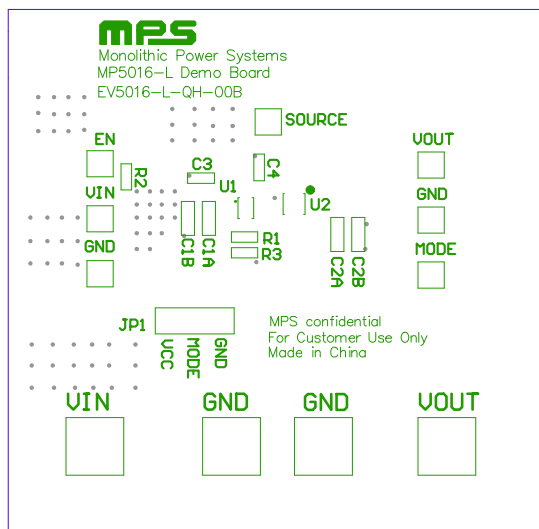 mPS
Monolithic Power Systems
MP5016-L Demo Board
EV5016-L-QH-00B
SOURCE
EN
VOUT
R2
C3
C4
U1
VIN
GND
U2
R1
MODE
GND
C1B
C1A
R3
C2A
C2B
JP1
MPS confidential
For Customer Use Only
Made in China
VCC
MODE
GND
VIN
GND
GND
VOUT